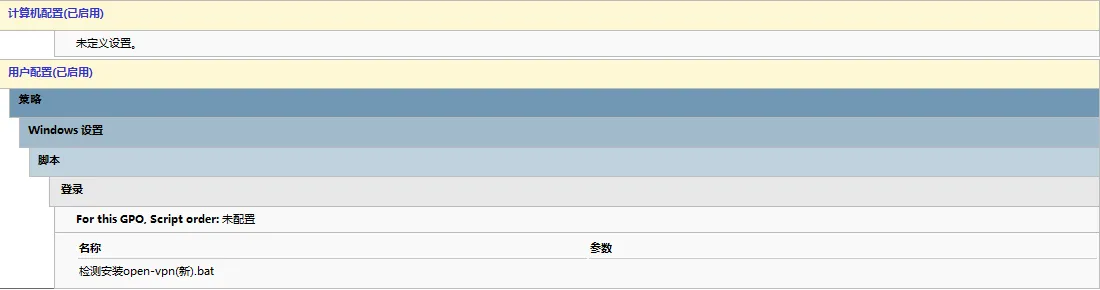 计算机配置(已启用)
未定义设置。
用户配置(已启用)
策略
Windows 设置
脚本
登录
For this GPO, Script order: 未配置
名称 参数
检测安装open-vpn(新).bat